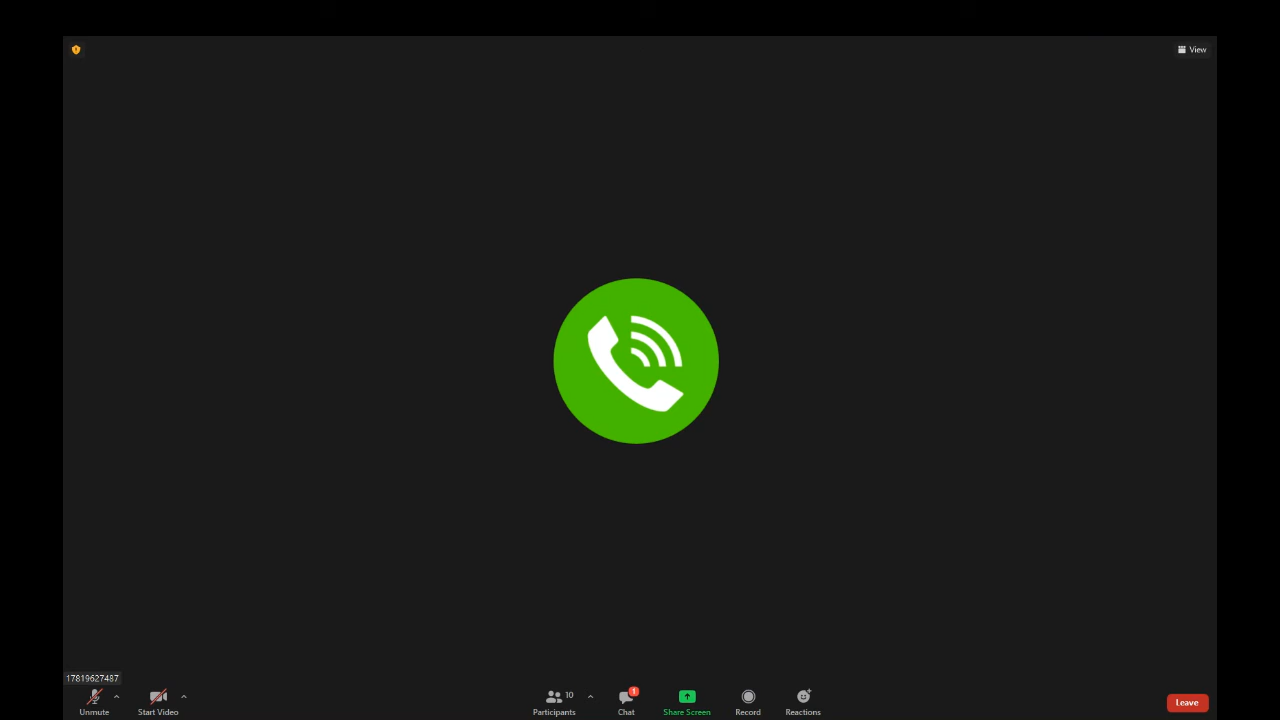 View
17819627487
Unmute
Start Video
10
Participants
1
Chat
Share Screen
Record
Reactions
Leave